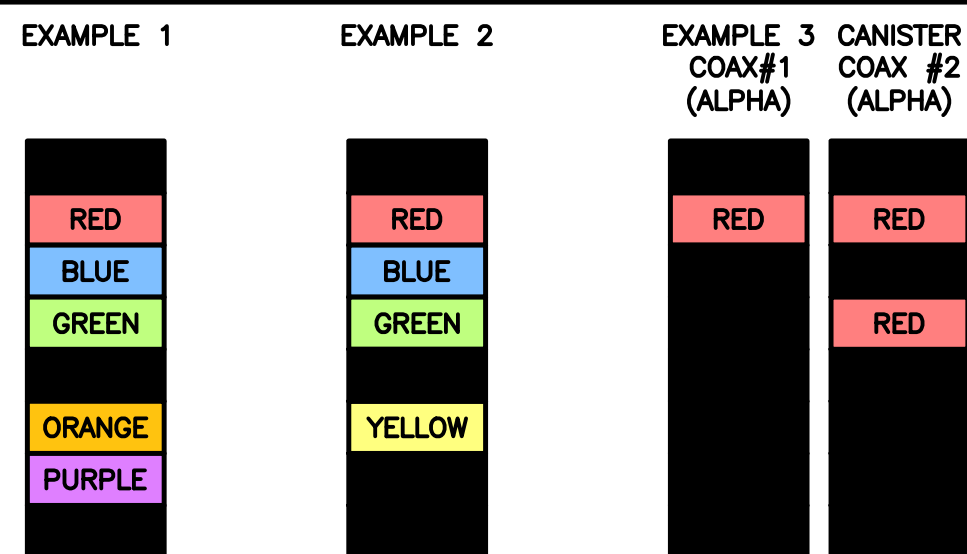 EXAMPLE 1
RED
BLUE
GREEN
ORANGE
PURPLE
EXAMPLE 2
RED
BLUE
GREEN
YELLOW
EXAMPLE 3 CANISTER
COAX#1 COAX #2
(ALPHA) (ALPHA)
RED RED
RED